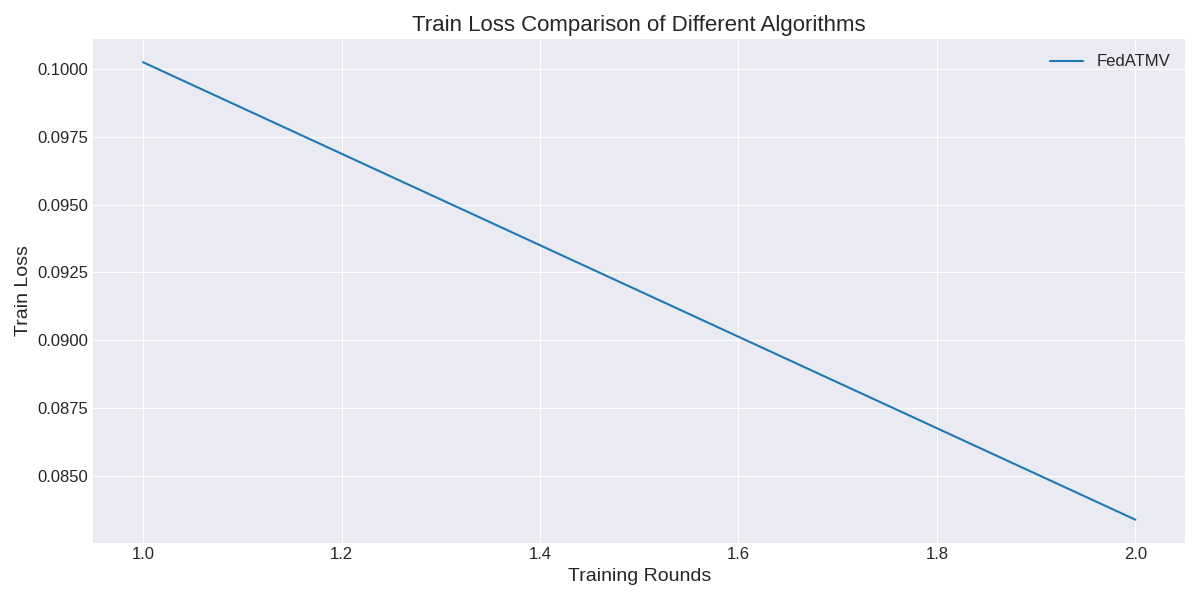 Train Loss Comparison of Different Algorithms
FedATMV
0.1000
0.0975
0.0950
0.0925
0.0900
0.0875
0.0850
Train Loss
1.0 1.2 1.4 1.6 1.8 2.0
Training Rounds